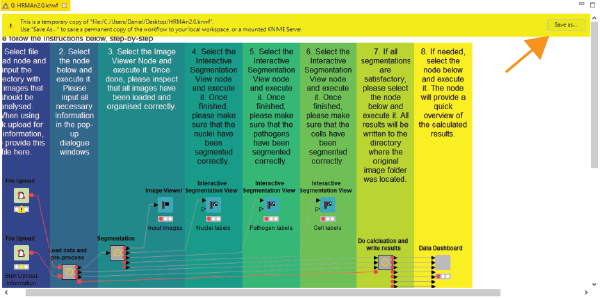 0: HRMAn2.0.knwf
This is a temporary copy of "file:/C:/Users/Daniel/Desktop/HRMAn2.0.knwf".
Use "Save As..." to save a permanent copy of the workflow to your local workspace, or a mounted KNIME Server.
Save as...
e follow the instructions below, step-by-step
Select file
ad node and
input the
ectory with
images that
should be
analysed.
When using
k upload for
information,
provide this
file here.
2. Select the
node below
and execute
it. Please
input all
necessary
information
in the pop-
up
dialogue
windows
3. Select the Image
Viewer Node and
execute it. Once
done, please inspect
that all images have
been loaded and
organised correctly.
4. Select the
Interactive
Segmentation
View node
and execute
it. Once
finished,
please make
sure that the
nuclei have
been
segmented
correctly.
5. Select the
Interactive
Segmentation
View node and
execute it. Once
finished, please
make sure that
the pathogens
have been
segmented
correctly.
6. Select the
Interactive
Segmentation
View node and
execute it. Once
finished, please
make sure that
the cells have
been segmented
correctly.
7. If all
segmentations
are
satisfactory,
please select
the node
below and
execute it. All
results will be
written to the
directory
where the
original
image folder
was located.
8. If needed,
select the
node below
and execute
it. The node
will provide a
quick
overview of
the calculated
results.
File Upload
Image Viewer
Interactive
Segmentation View
Interactive
Segmentation View
Interactive
Segmentation View
Input Images
Nuclei labels
Pathogen labels
Cell labels
File Upload
Load data and
pre-process
Segmentation
Do calculation and
write results
Data Dashboard
Bulk Upload
Information